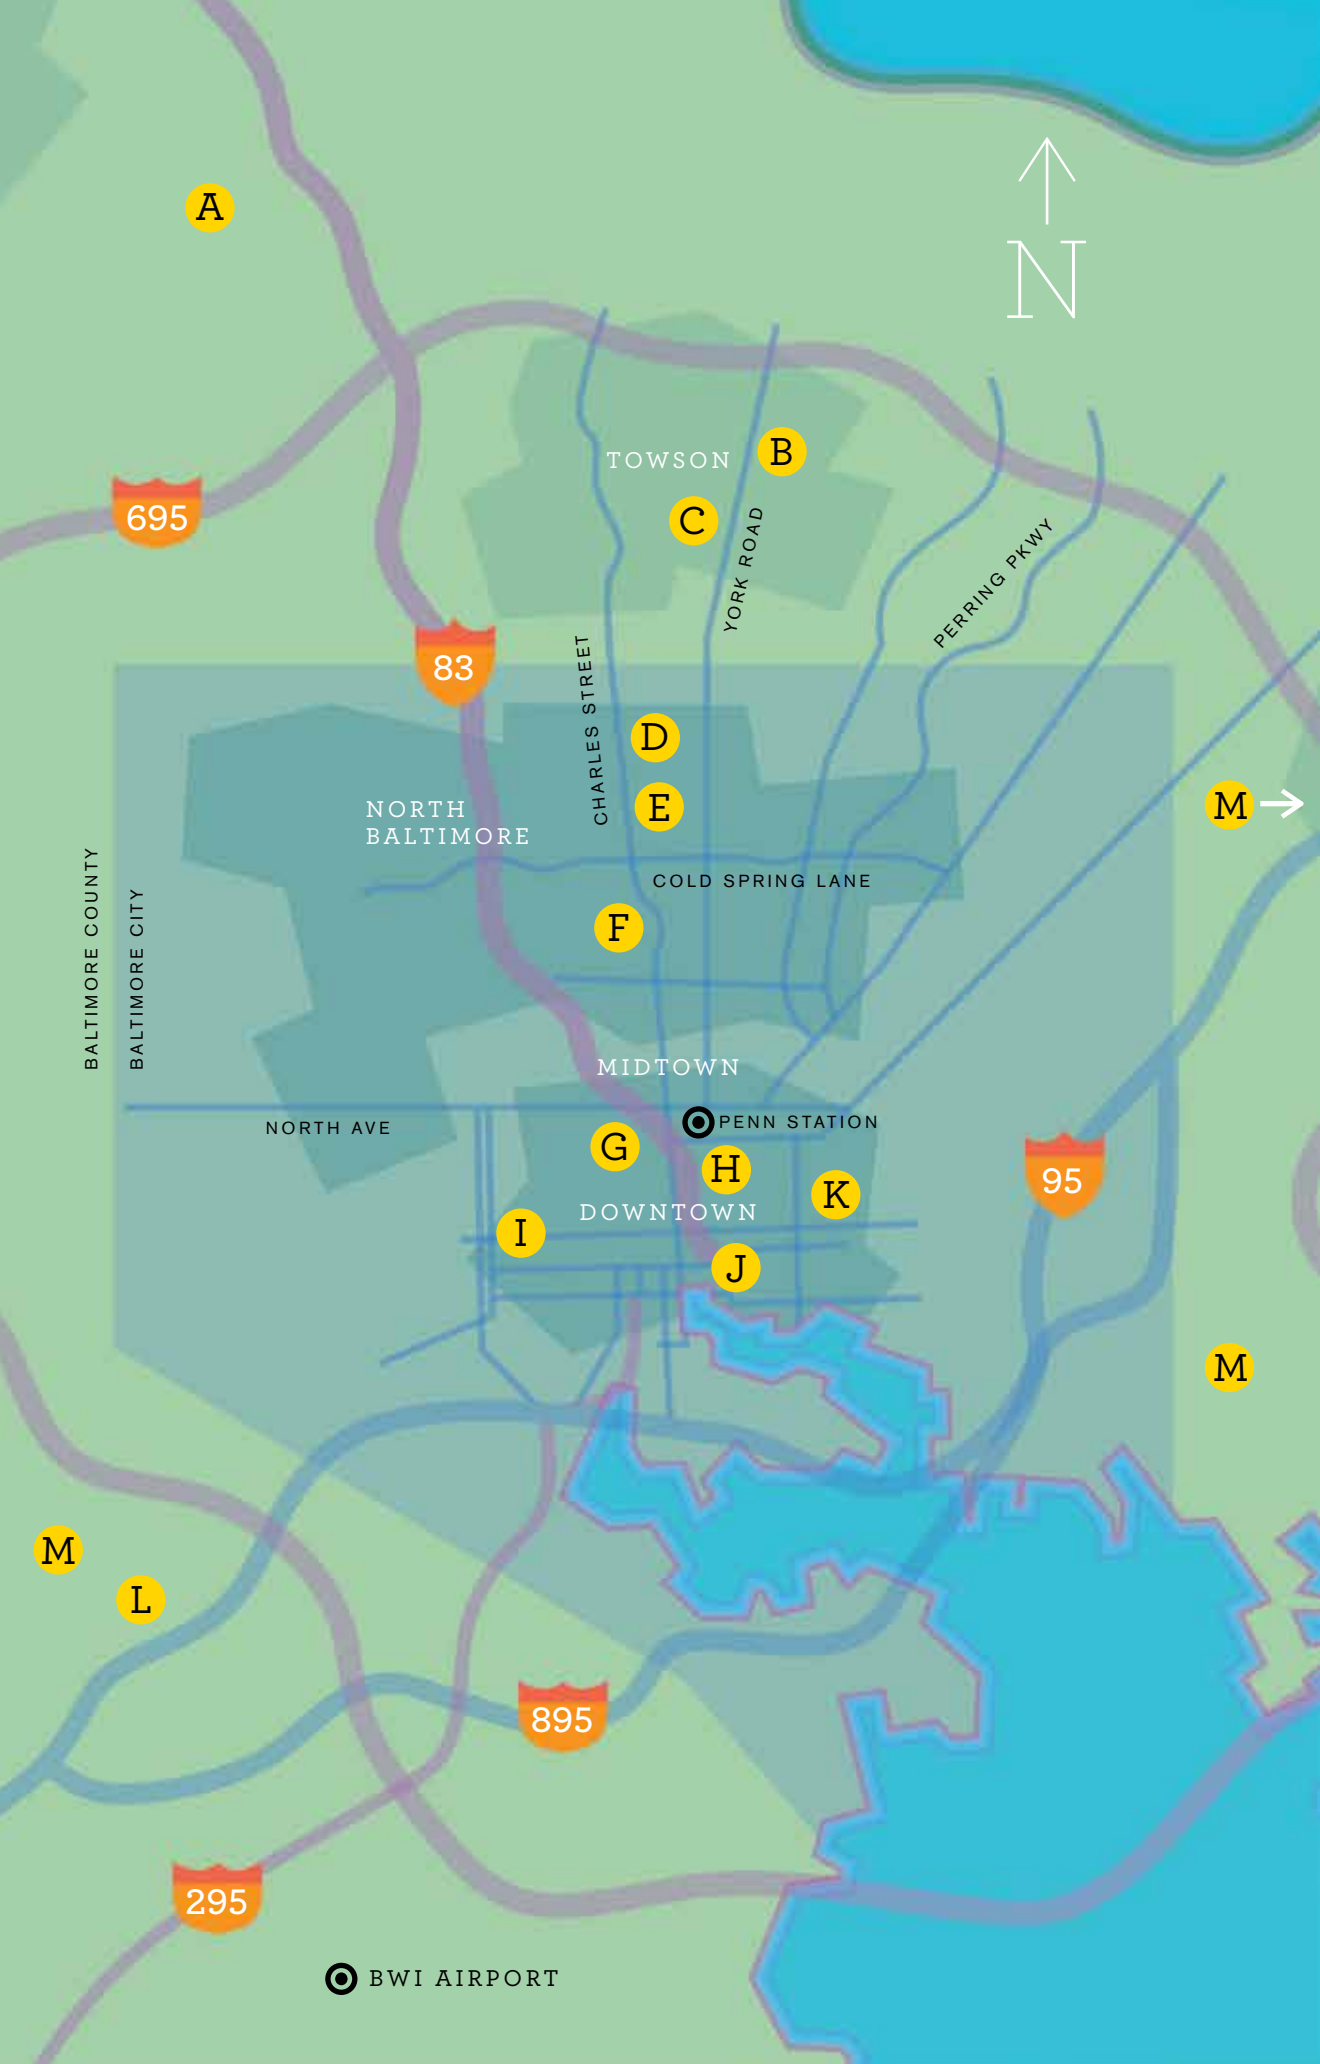 A
N
B
TOWSON
C
695
YORK ROAD
PERRING PKWY
83
CHARLES STREET
D
E
M
NORTH
BALTIMORE
COLD SPRING LANE
BALTIMORE COUNTY
BALTIMORE CITY
F
MIDTOWN
PENN STATION
NORTH AVE
G
H
95
K
DOWNTOWN
I
J
M
M
L
895
295
BWI AIRPORT